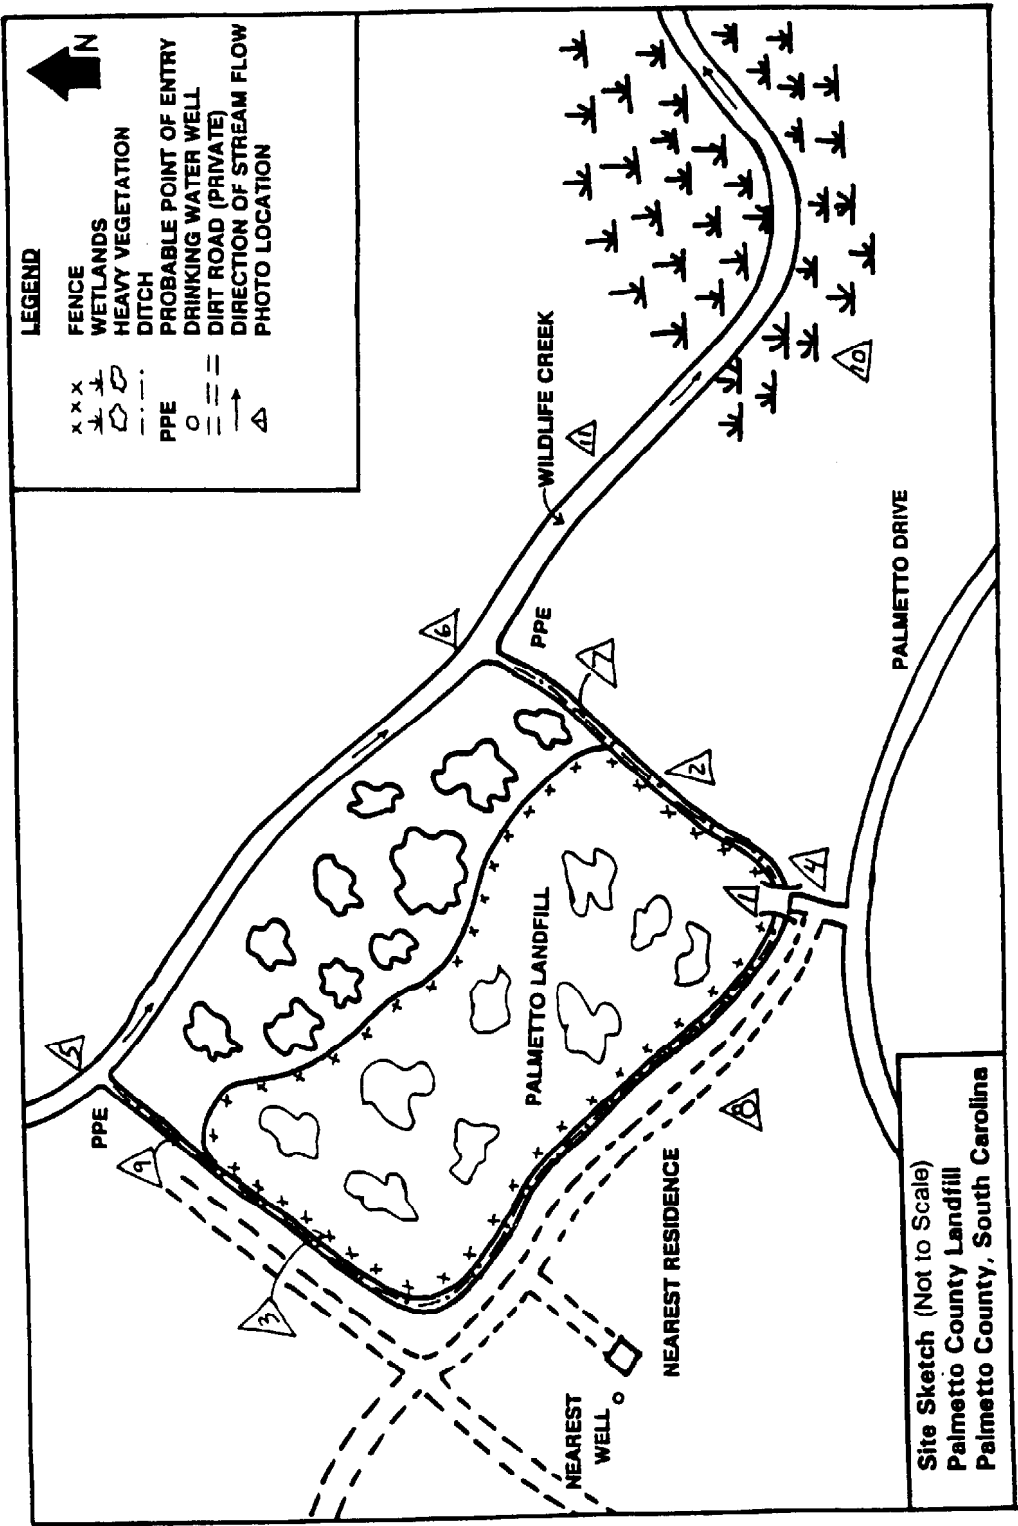 LEGEND
x x x FENCE
WETLANDS
HEAVY VEGETATION
DITCH
PPE PROBABLE POINT OF ENTRY
DRINKING WATER WELL
DIRT ROAD (PRIVATE)
DIRECTION OF STREAM FLOW
PHOTO LOCATION
N
PPE
5
9
3
6
PPE
7
2
11
WILDLIFE CREEK
10
PALMETTO LANDFILL
1
4
8
NEAREST RESIDENCE
NEAREST
WELL
PALMETTO DRIVE
Site Sketch (Not to Scale)
Palmetto County Landfill
Palmetto County, South Carolina